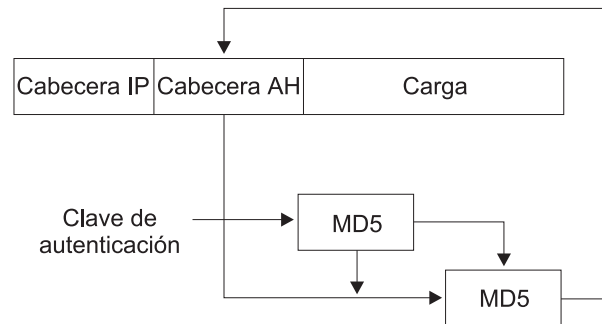 Cabecera IP
Cabecera AH
Carga
Clave de
autenticación
MD5
MD5